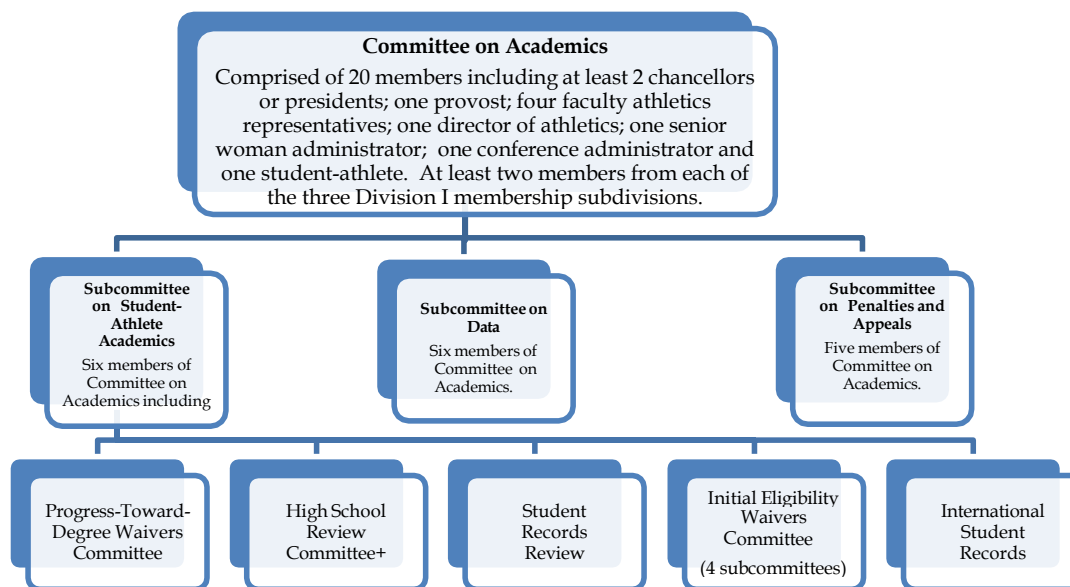 Committee on Academics
Comprised of 20 members including at least 2 chancellors
or presidents; one provost; four faculty athletics
representatives; one director of athletics; one senior
woman administrator; one conference administrator and
one student-athlete. At least two members from each of
the three Division I membership subdivisions.
Subcommittee
on Student-
Athlete
Academics
Six members of
Committee on
Academics including
Subcommittee on
Data
Six members of
Committee on
Academics.
Subcommittee
on Penalties and
Appeals
Five members of
Committee on
Academics.
Progress-Toward-
Degree Waivers
Committee
High School
Review
Committee+
Student
Records
Review
Initial Eligibility
Waivers
Committee
(4 subcommittees)
International
Student
Records